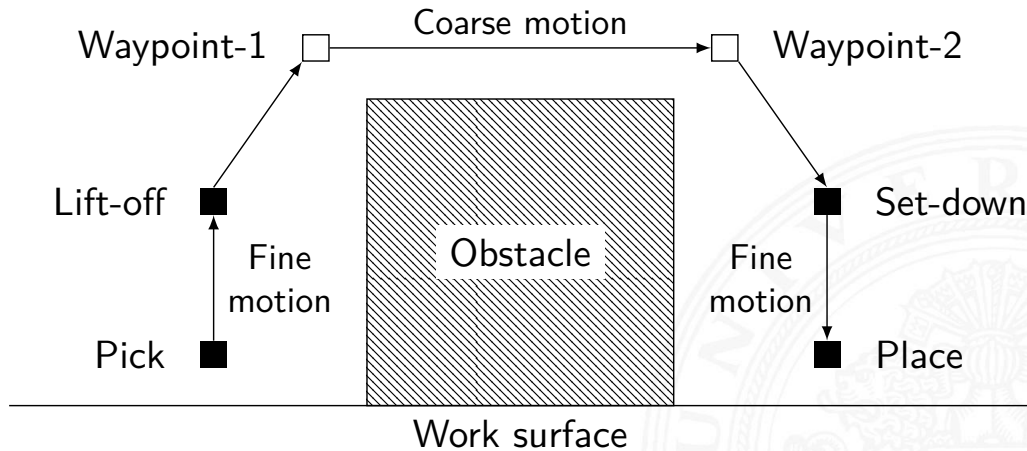 Coarse motion
Waypoint-1
Waypoint-2
Lift-off
Set-down
Obstacle
Fine
motion
Fine
motion
Pick
Place
Work surface